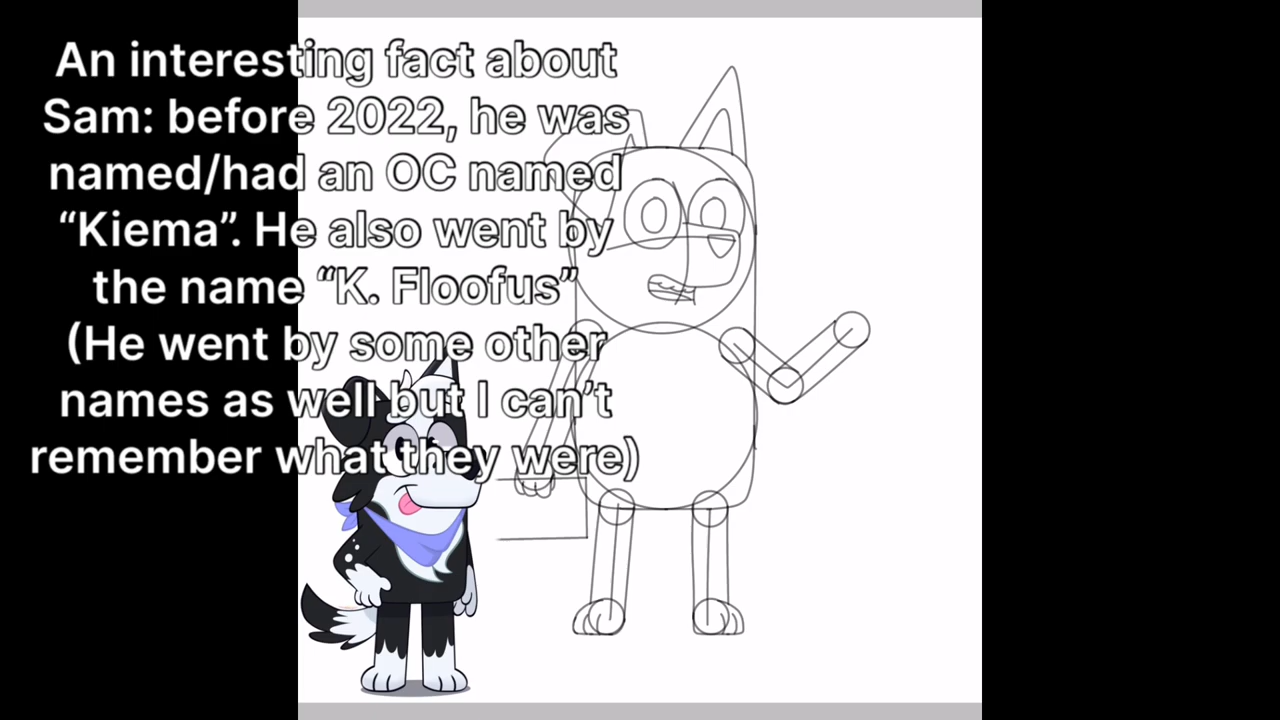 An interesting fact about
Sam: before 2022, he was
named/had an OC named
“Kiema”. He also went by
the name “K. Floofus”
(He went by some other
names as well but I can’t
remember what they were)